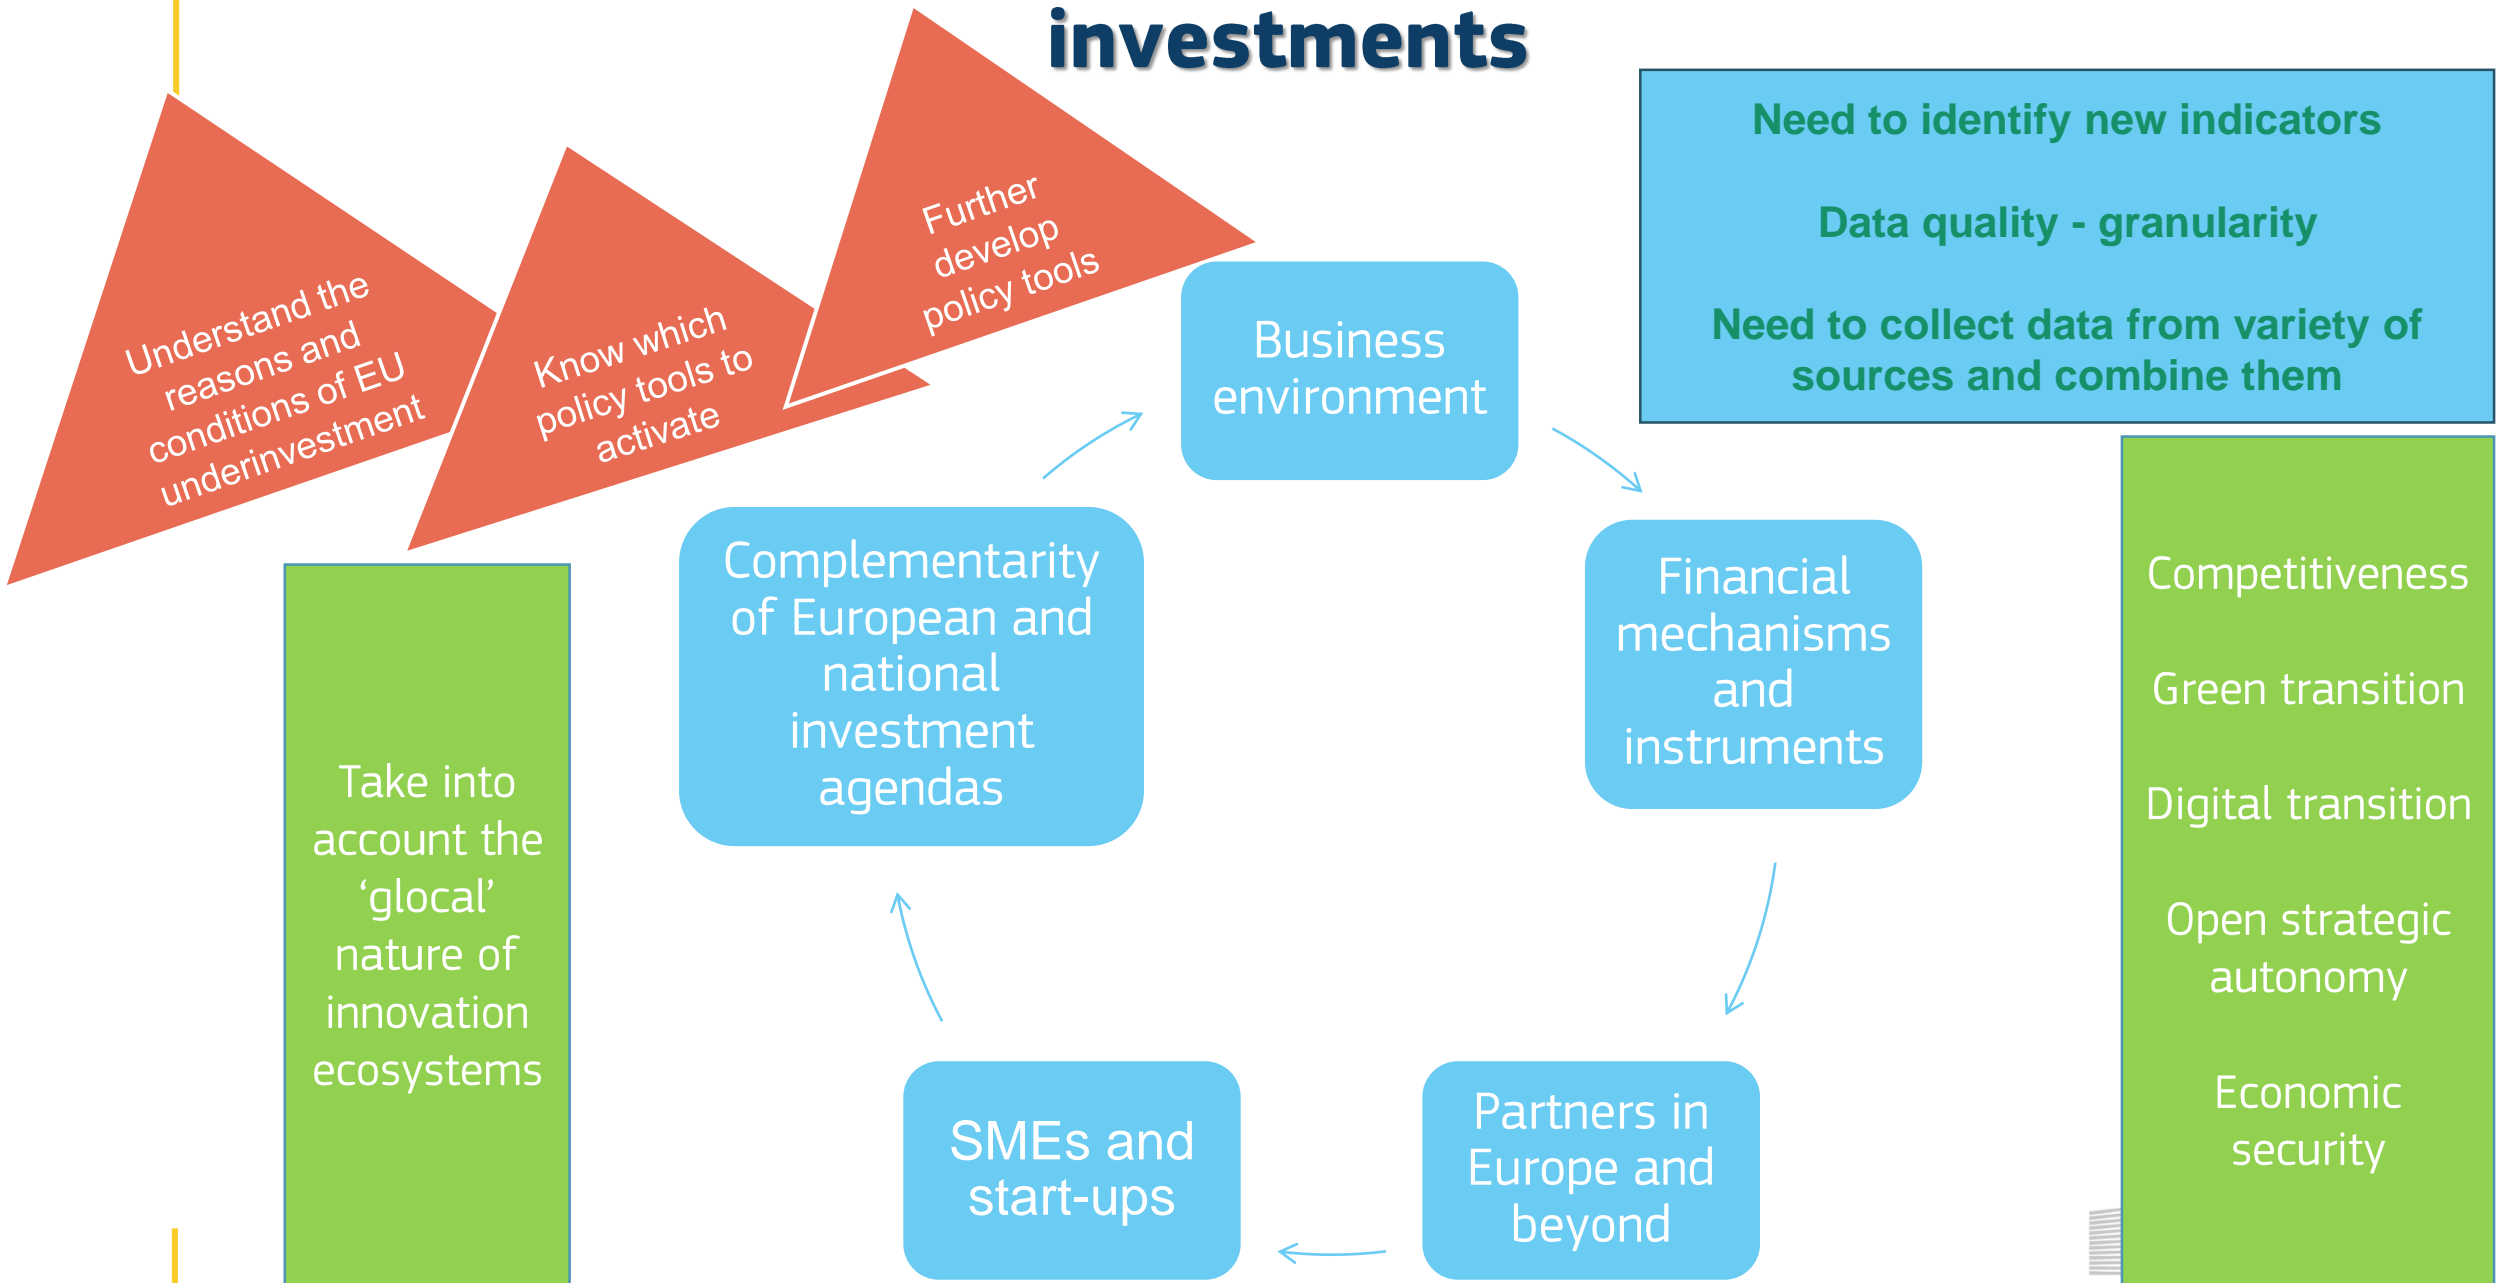 investments
Understand the
reasons and
conditions of EU
underinvestment
Know which
policy tools to
activate
Further
develop
policy tools
Need to identify new indicators
Data quality - granularity
Need to collect data from variety of
sources and combine them
Business
environment
Financial
mechanisms
and
instruments
Partners in
Europe and
beyond
SMEs and
start-ups
Complementarity
of European and
national
investment
agendas
Take into
account the
‘glocal’
nature of
innovation
ecosystems
Competitiveness
Green transition
Digital transition
Open strategic
autonomy
Economic
security